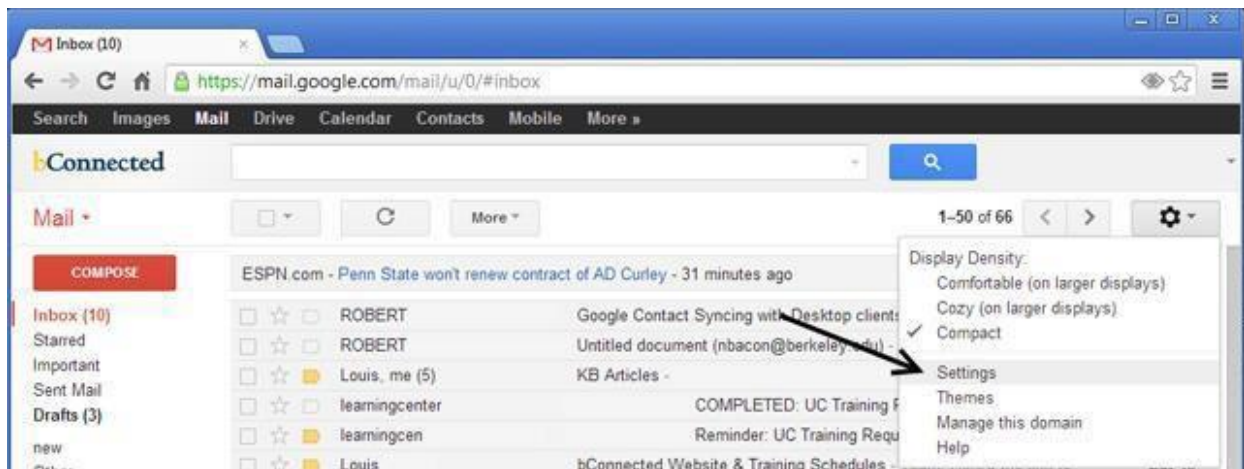 Inbox (10)
https://mail.google.com/mail/u/0/#inbox
Search Images Mail Drive Calendar Contacts Mobile More »
bConnected
Mail More 1–50 of 66
COMPOSE
ESPN.com - Penn State won't renew contract of AD Curley - 31 minutes ago
Display Density:
Comfortable (on larger displays)
Cozy (on larger displays)
Compact
Settings
Themes
Manage this domain
Help
Inbox (10)
Starred
Important
Sent Mail
Drafts (3)
new
ROBERT Google Contact Syncing with Desktop clients
ROBERT Untitled document (nbacon@berkeley.edu) -
Louis, me (5) KB Articles -
learningcenter COMPLETED: UC Training
learningcen Reminder: UC Training Requ
Louis bConnected Website & Training Schedules -